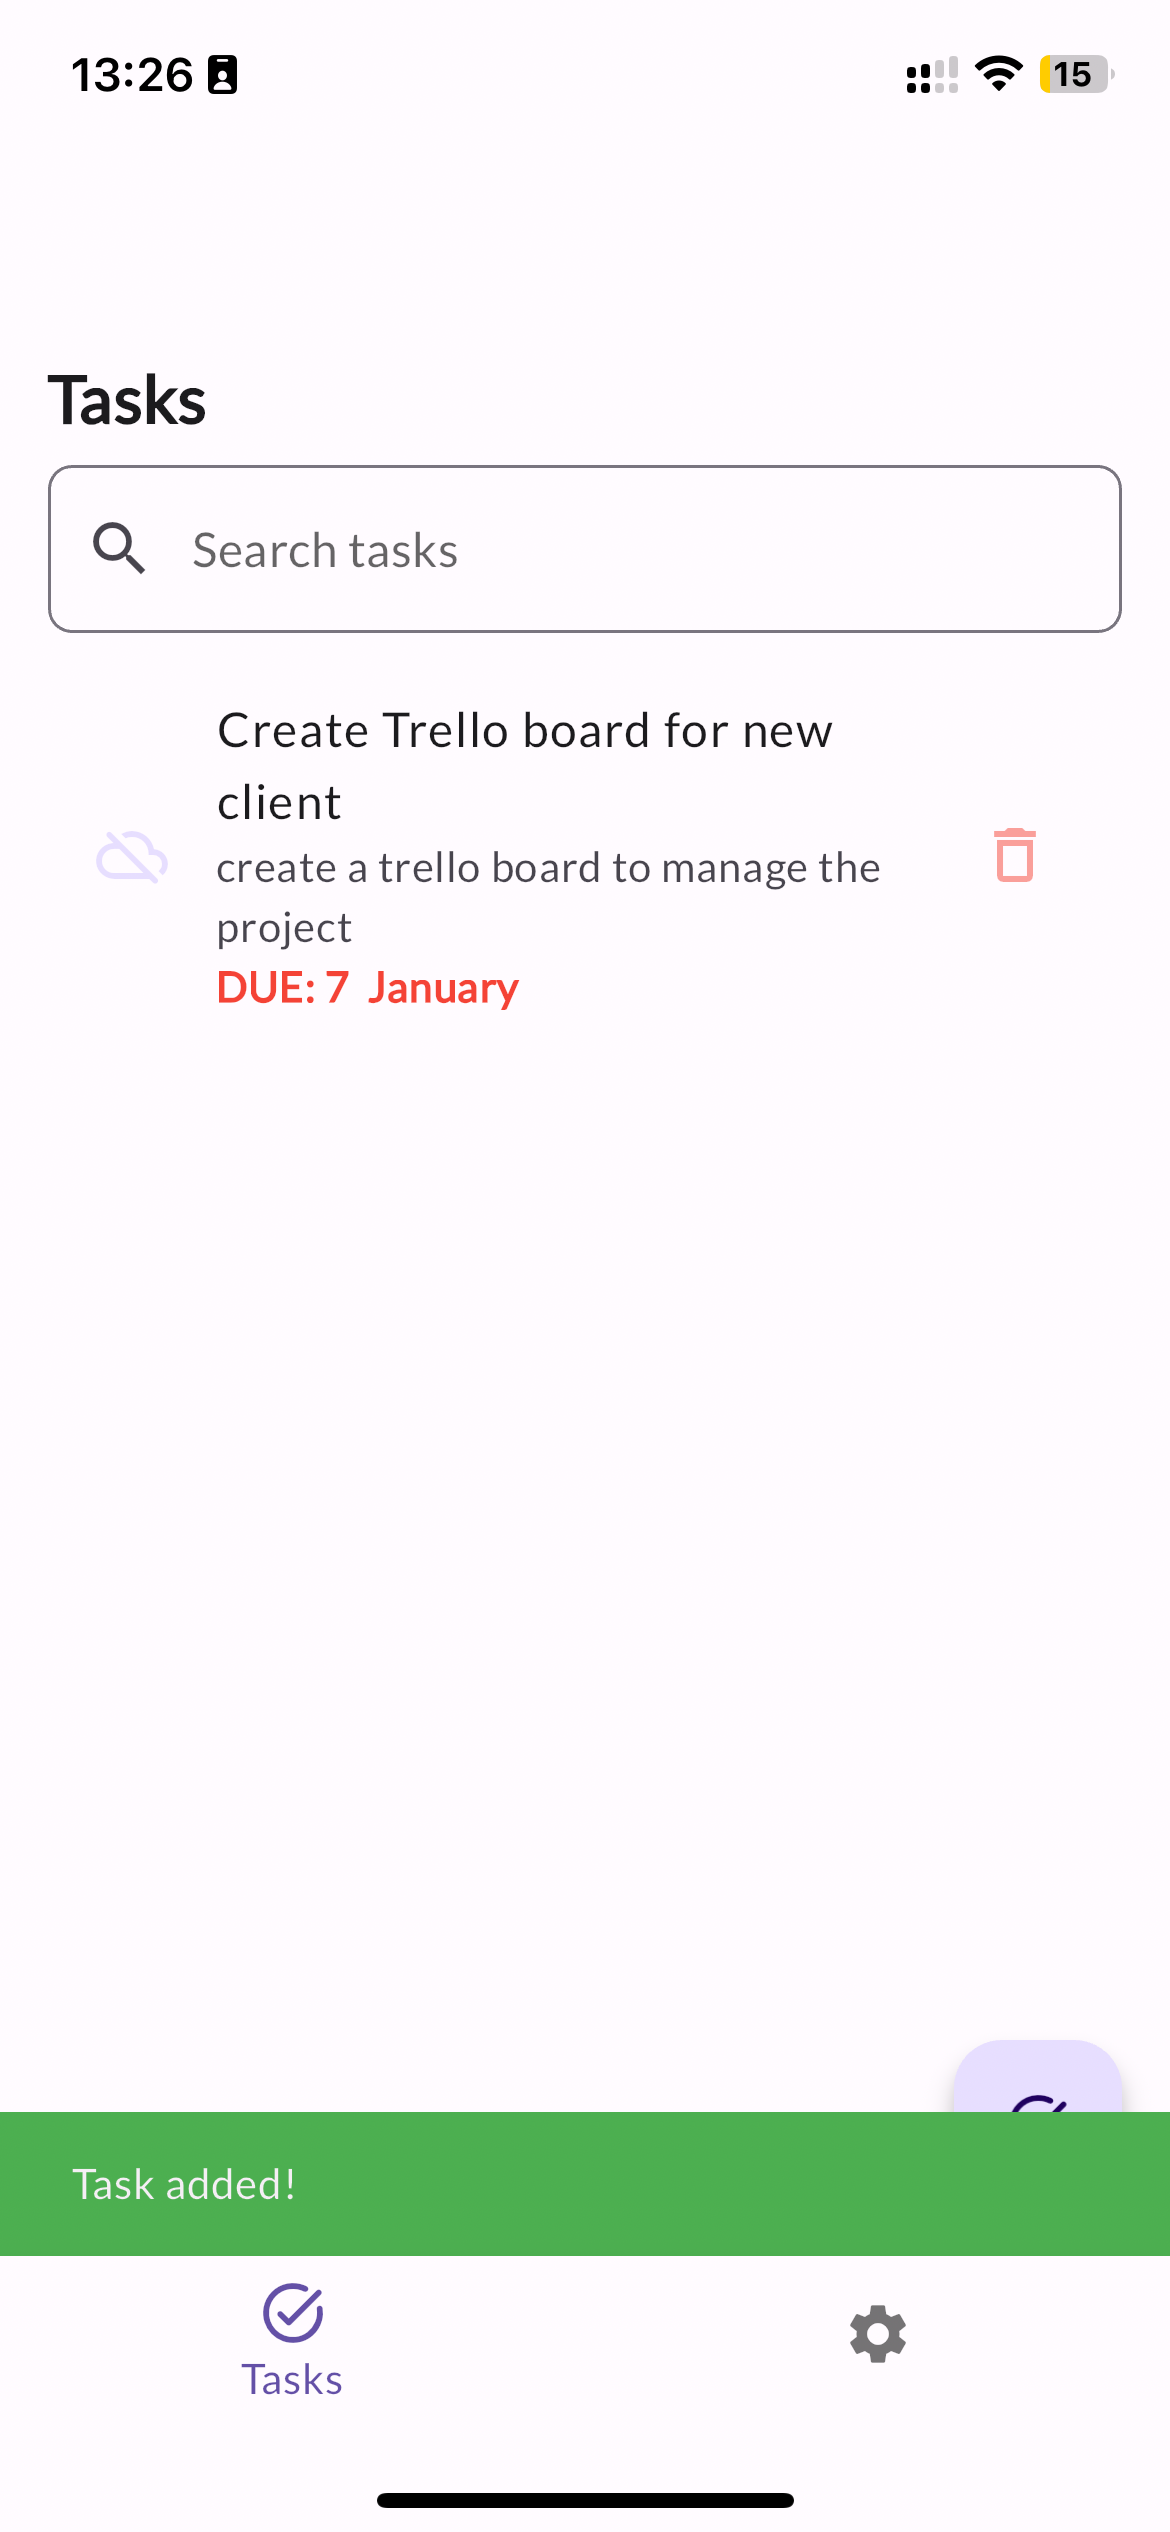 13:26
15
Tasks
Search tasks
Create Trello board for new
client
create a trello board to manage the
project
DUE: 7  January
Task added!
Tasks